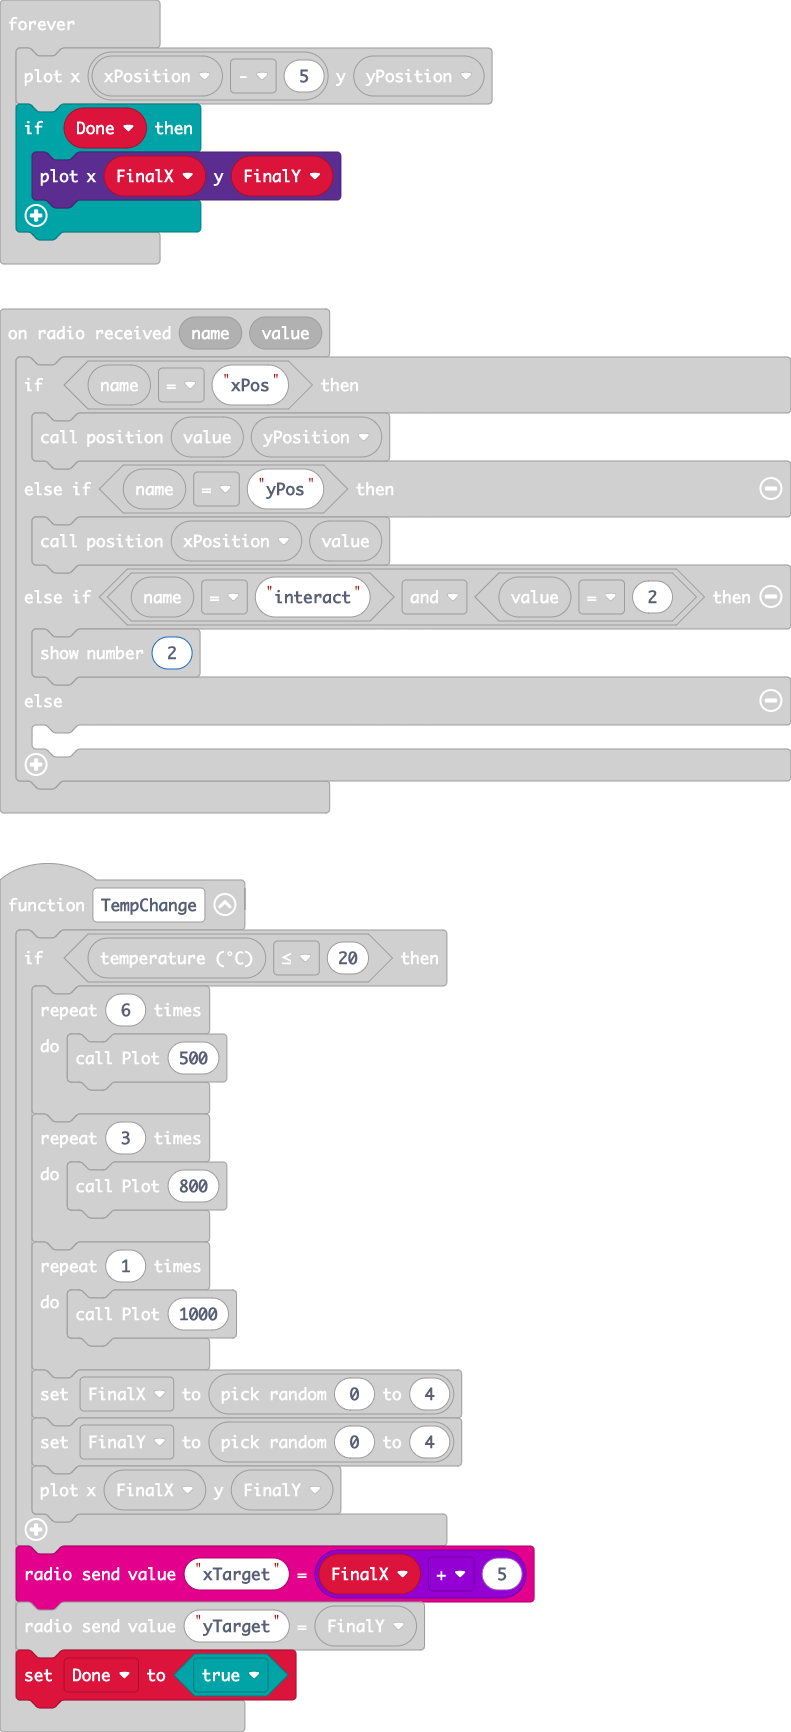 forever
plot x xPosition - 5 y yPosition
if Done then
plot x FinalX y FinalY
on radio received name value
if name = "xPos" then
call position value yPosition
else if name = "yPos" then
call position xPosition value
else if name = "interact" and value = 2 then
show number 2
else
function TempChange
if temperature (°C) ≤ 20 then
repeat 6 times
do call Plot 500
repeat 3 times
do call Plot 800
repeat 1 times
do call Plot 1000
set FinalX to pick random 0 to 4
set FinalY to pick random 0 to 4
plot x FinalX y FinalY
radio send value "xTarget" = FinalX + 5
radio send value "yTarget" = FinalY
set Done to true